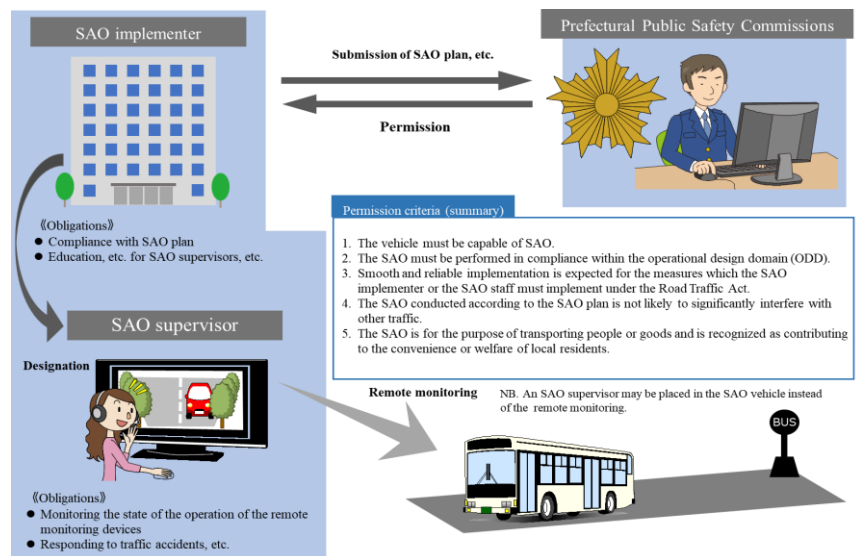 SAO implementer
Prefectural Public Safety Commissions
Submission of SAO plan, etc.
Permission
《Obligations》
● Compliance with SAO plan
● Education, etc. for SAO supervisors, etc.
Permission criteria (summary)
1. The vehicle must be capable of SAO.
2. The SAO must be performed in compliance within the operational design domain (ODD).
3. Smooth and reliable implementation is expected for the measures which the SAO
implementer or the SAO staff must implement under the Road Traffic Act.
4. The SAO conducted according to the SAO plan is not likely to significantly interfere with
other traffic.
5. The SAO is for the purpose of transporting people or goods and is recognized as contributing
to the convenience or welfare of local residents.
SAO supervisor
Designation
Remote monitoring
NB. An SAO supervisor may be placed in the SAO vehicle instead
of the remote monitoring.
BUS
《Obligations》
● Monitoring the state of the operation of the remote
monitoring devices
● Responding to traffic accidents, etc.